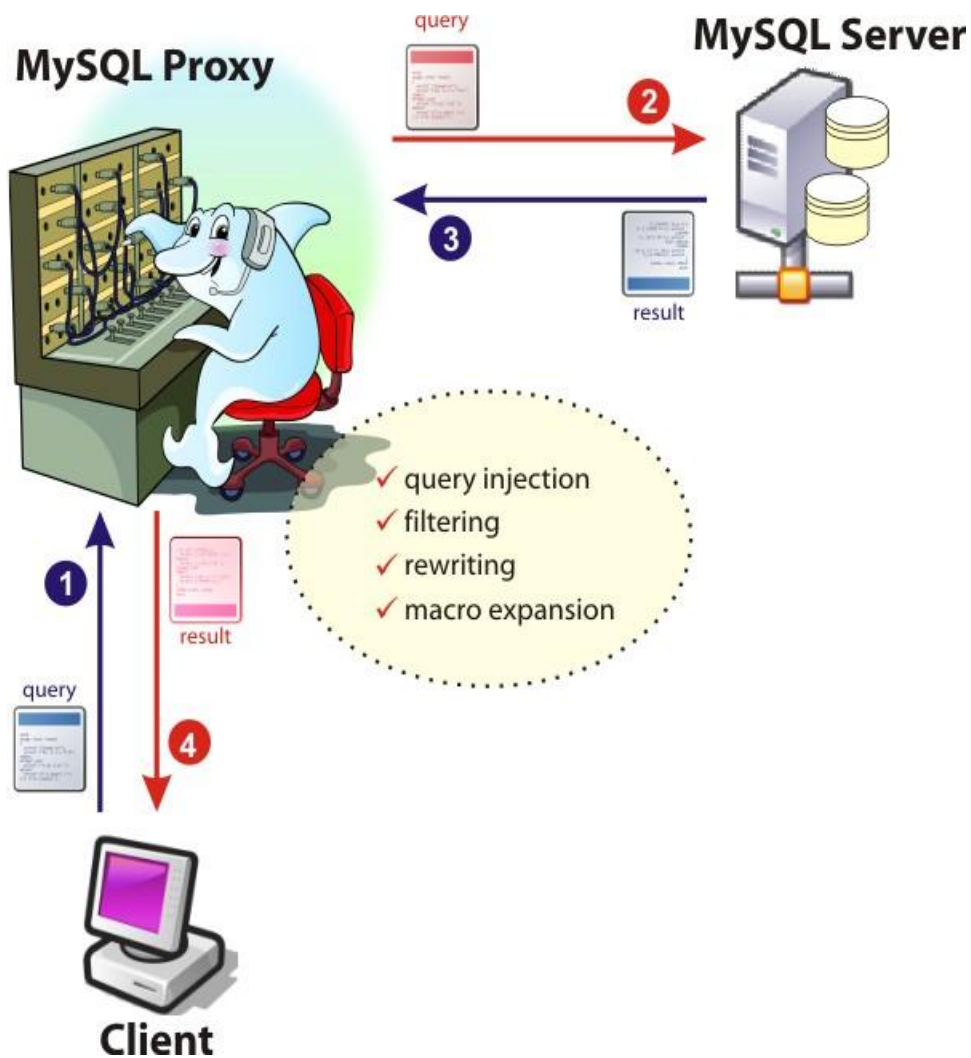 query
MySQL Server
MySQL Proxy
2
3
result
✓ query injection
✓ filtering
✓ rewriting
✓ macro expansion
1
result
query
4
Client